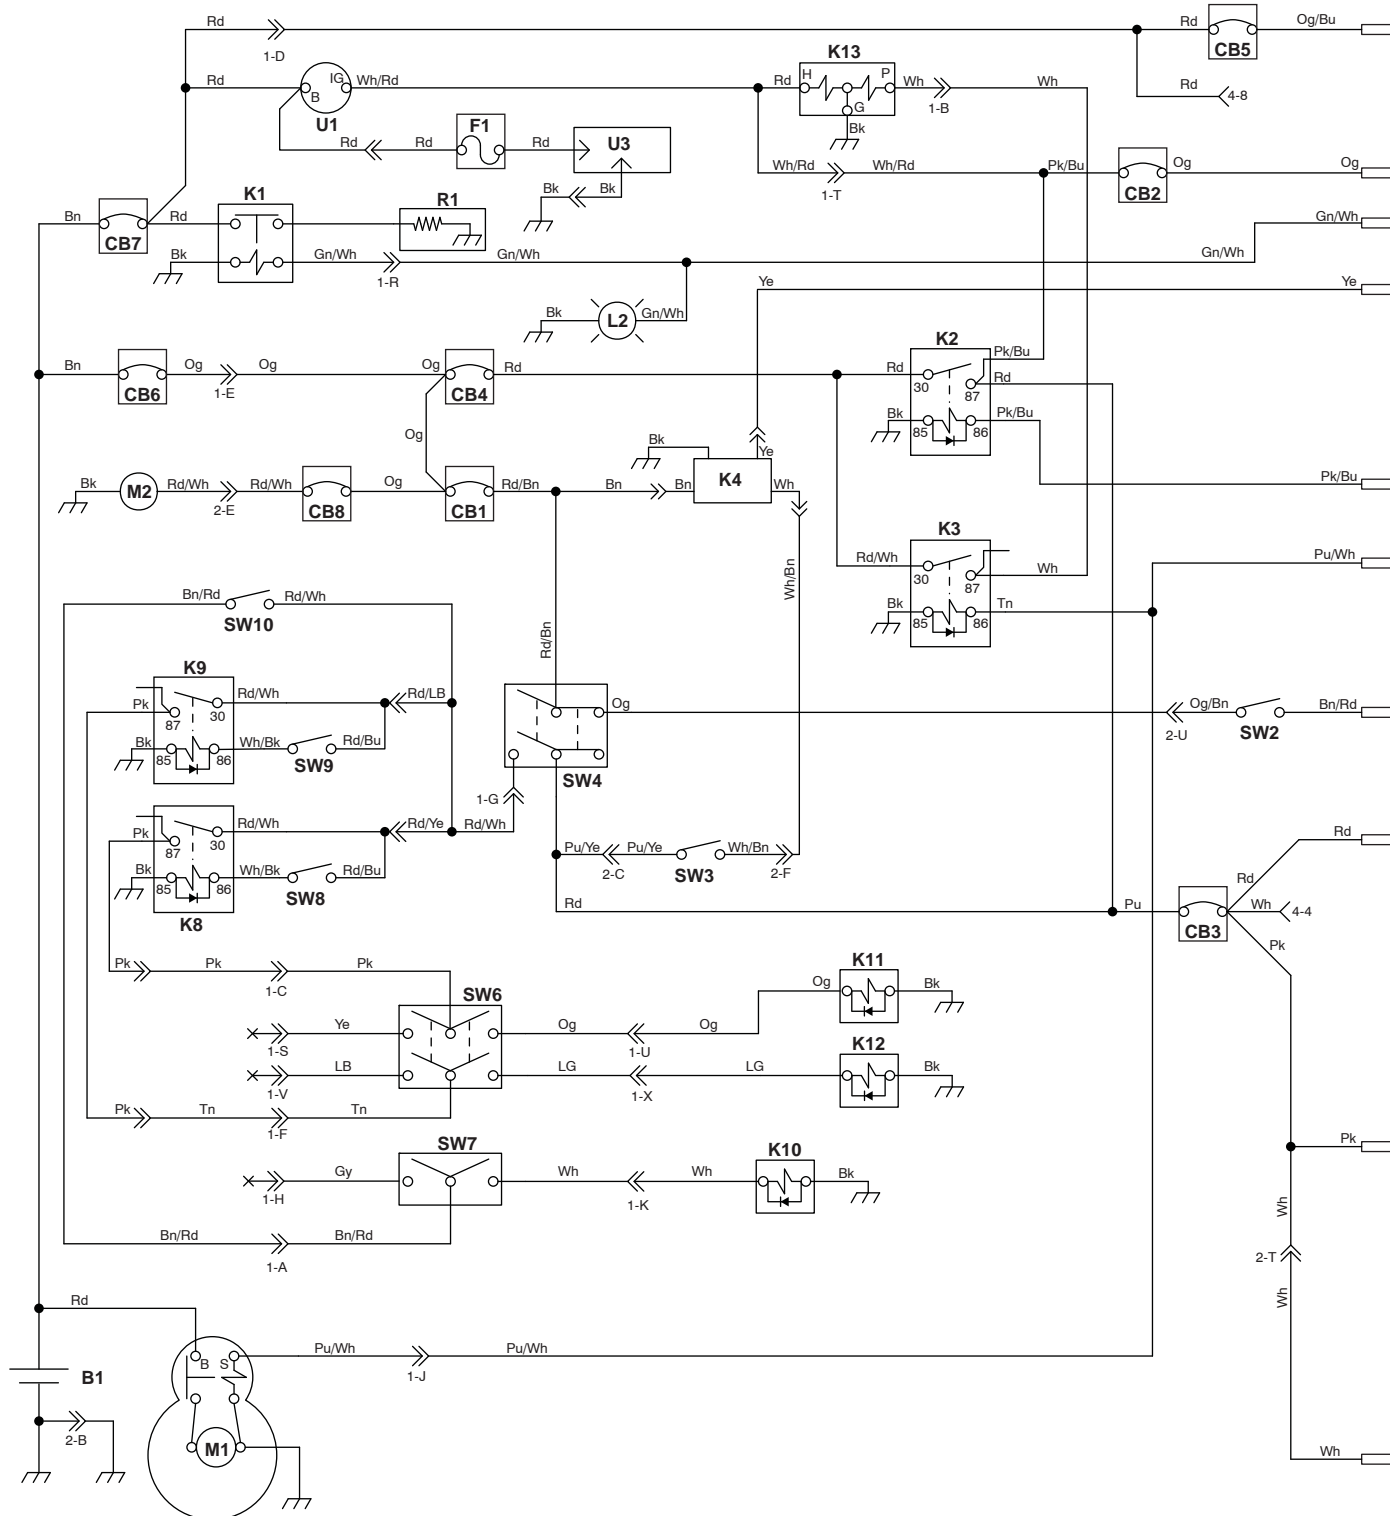 Rd
1-D
Rd
CB5
Og/Bu
Rd
4-8
Rd
B
IG
Wh/Rd
U1
K13
Rd
H
P
G
Bk
Wh
1-B
Wh
Rd
Rd
F1
Rd
U3
Bk
Bk
Wh/Rd
1-T
Wh/Rd
Pk/Bu
CB2
Og
Og
Bn
CB7
Rd
K1
R1
Gn/Wh
Bk
Gn/Wh
1-R
Gn/Wh
Gn/Wh
Ye
Ye
Bk
L2
Gn/Wh
Bn
CB6
Og
1-E
Og
Og
CB4
Rd
K2
Rd
30
87
Pk/Bu
Rd
Bk
85
86
Pk/Bu
Pk/Bu
Og
Bk
M2
Rd/Wh
2-E
Rd/Wh
CB8
Og
CB1
Rd/Bn
Bn
Bn
Bk
K4
Ye
Wh
K3
Rd/Wh
30
87
Wh
Bk
85
86
Tn
Pu/Wh
Wh/Bn
Rd/Bn
Bn/Rd
SW10
Rd/Wh
K9
Rd/Wh
Rd/LB
Pk
87
30
Bk
85
86
Wh/Bk
SW9
Rd/Bu
SW4
Og
2-U
Og/Bn
SW2
Bn/Rd
1-G
Rd/Wh
Rd/Ye
Rd/Wh
Pk
87
30
Bk
85
86
Wh/Bk
SW8
Rd/Bu
K8
Pu/Ye
2-C
Pu/Ye
SW3
Wh/Bn
2-F
Rd
Pu
CB3
Rd
Rd
Wh
4-4
Pk
Pk
Pk
1-C
Pk
SW6
K11
Og
Bk
Ye
1-S
Og
1-U
Og
K12
LB
1-V
LG
1-X
LG
Bk
Pk
Tn
1-F
Tn
SW7
K10
Gy
1-H
Wh
1-K
Wh
Bk
Pk
Wh
2-T
Wh
Bn/Rd
1-A
Bn/Rd
Rd
B
S
Pu/Wh
1-J
Pu/Wh
B1
2-B
M1
Wh